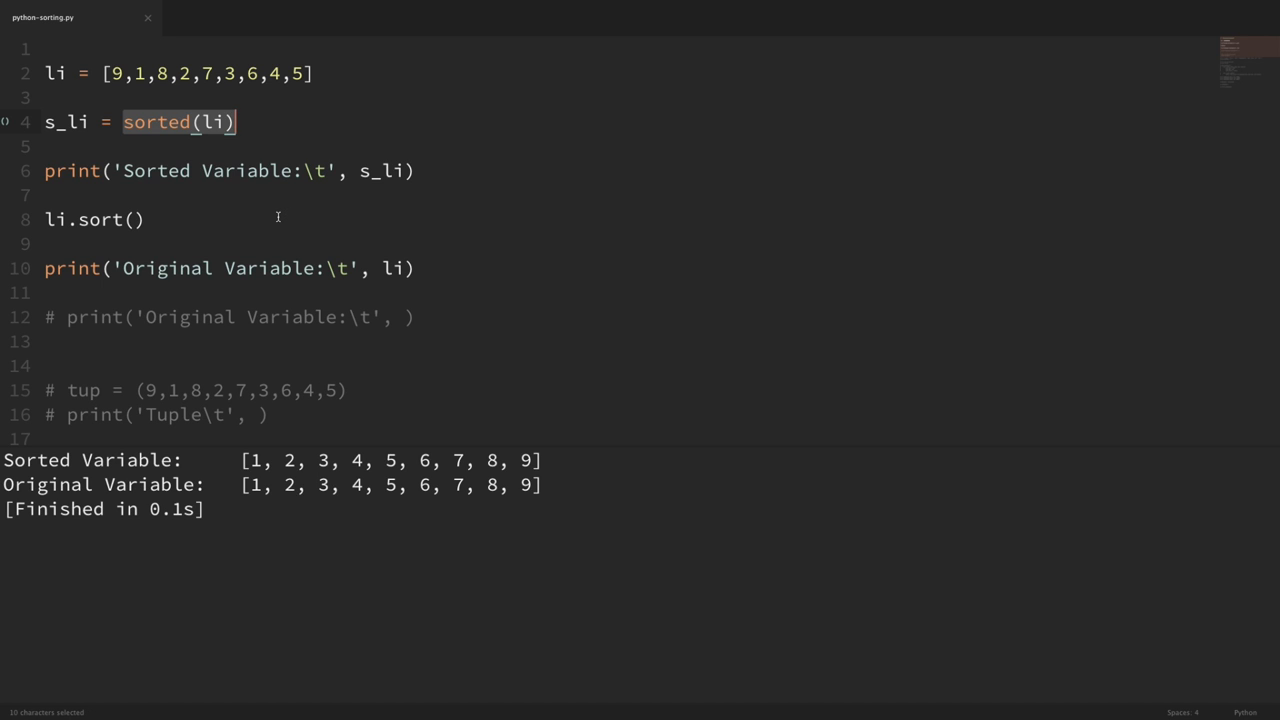 python-sorting.py ×
1
2 li = [9,1,8,2,7,3,6,4,5]
3
() 4 s_li = sorted(li)
5
6 print('Sorted Variable:\t', s_li)
7
8 li.sort()
9
10 print('Original Variable:\t', li)
11
12 # print('Original Variable:\t', )
13
14
15 # tup = (9,1,8,2,7,3,6,4,5)
16 # print('Tuple\t', )
17
Sorted Variable: [1, 2, 3, 4, 5, 6, 7, 8, 9]
Original Variable: [1, 2, 3, 4, 5, 6, 7, 8, 9]
[Finished in 0.1s]
10 characters selected Spaces: 4 Python